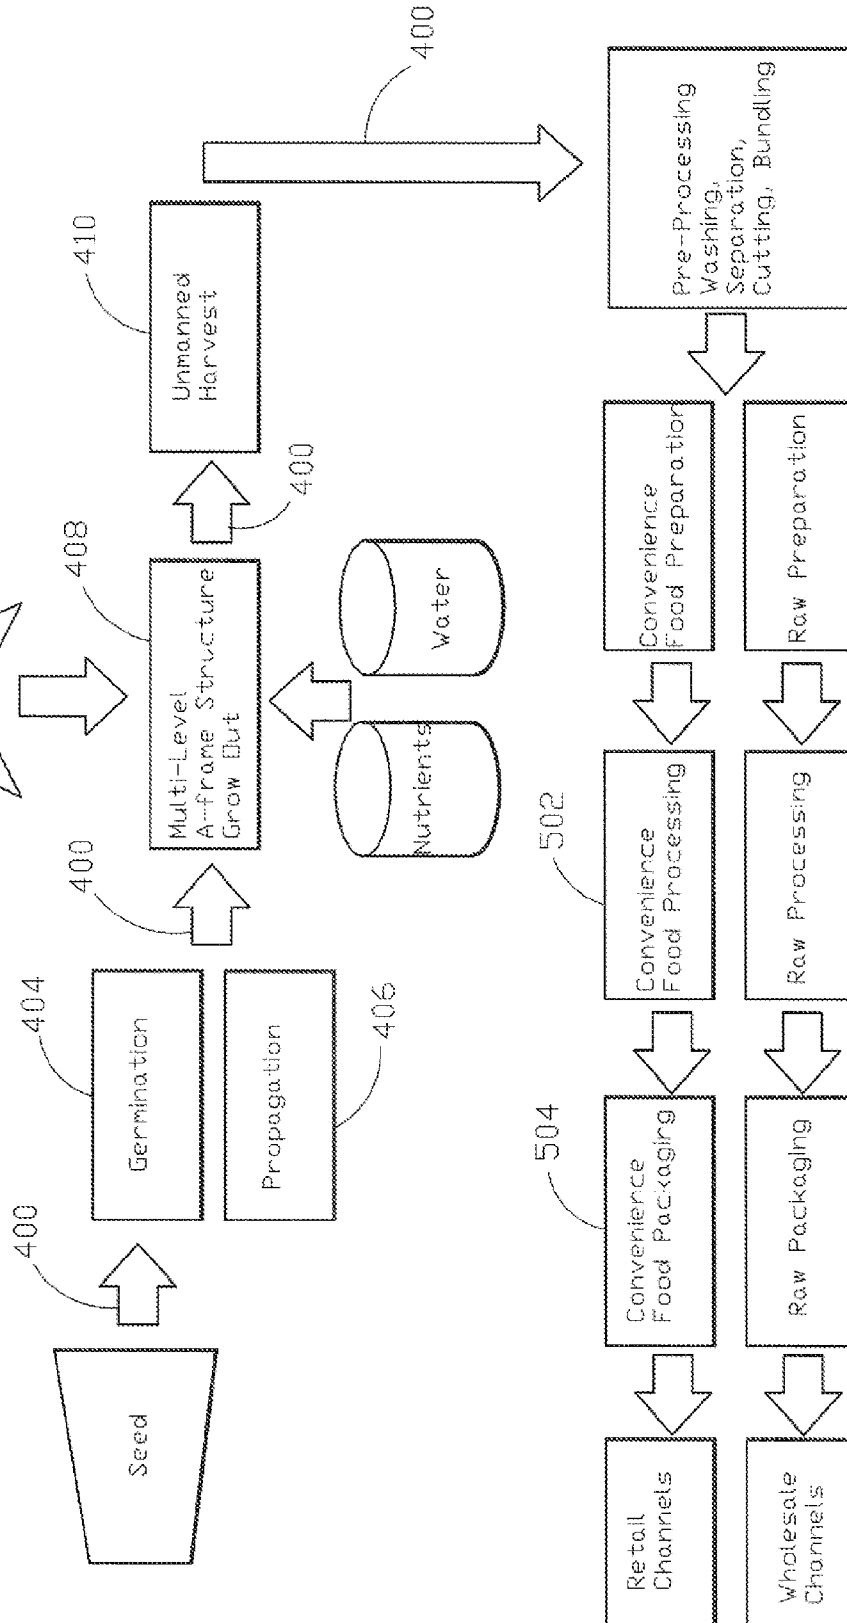 400
Seed
400
404
Germination
Propagation
406
400
408
Multi-Level
A-frame Structure
Grow Out
Nutrients
Water
400
410
Unmanned
Harvest
400
Pre-Processing
Washing,
Separation,
Cutting, Bundling
Convenience
Food Preparation
Raw Preparation
502
Convenience
Food Processing
Raw Processing
504
Convenience
Food Packaging
Raw Packaging
Retail
Channels
Wholesale
Channels